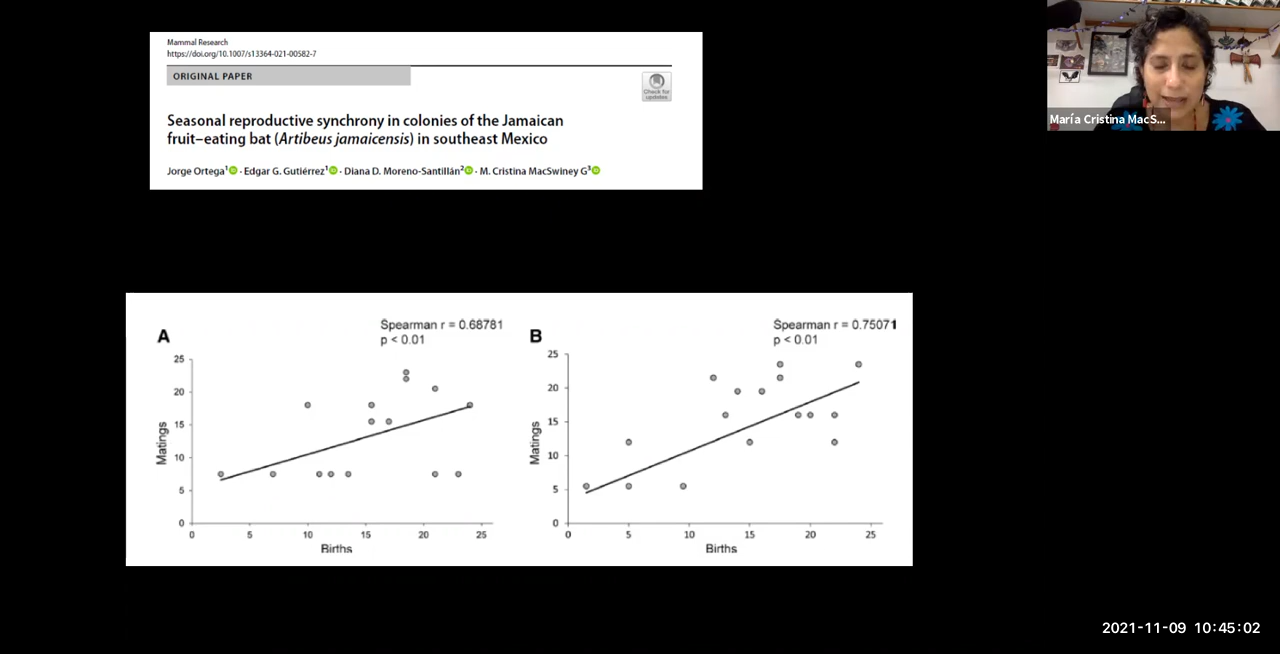 Mammal Research
https://doi.org/10.1007/s13364-021-00582-7
ORIGINAL PAPER
Check for
updates
Seasonal reproductive synchrony in colonies of the Jamaican
fruit-eating bat (Artibeus jamaicensis) in southeast Mexico
Jorge Ortega1 · Edgar G. Gutiérrez1 · Diana D. Moreno-Santillán2 · M. Cristina MacSwiney G3
María Cristina MacS...
A
Spearman r = 0.68781
p < 0.01
25
20
15
10
5
0
Matings
0 5 10 15 20 25
Births
B
Spearman r = 0.75071
p < 0.01
25
20
15
10
5
0
Matings
0 5 10 15 20 25
Births
2021-11-09 10:45:02